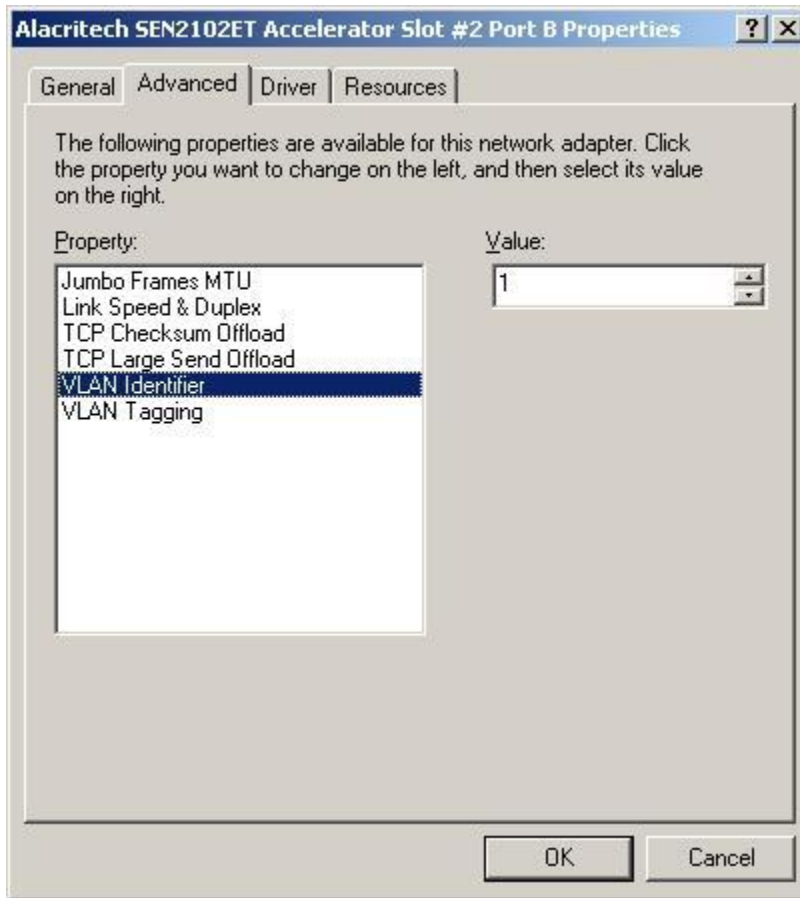 Alacritech SEN2102ET Accelerator Slot #2 Port B Properties
General Advanced Driver Resources
The following properties are available for this network adapter. Click
the property you want to change on the left, and then select its value
on the right.
Property:
Value:
Jumbo Frames MTU
Link Speed & Duplex
TCP Checksum Offload
TCP Large Send Offload
VLAN Identifier
VLAN Tagging
1
OK Cancel